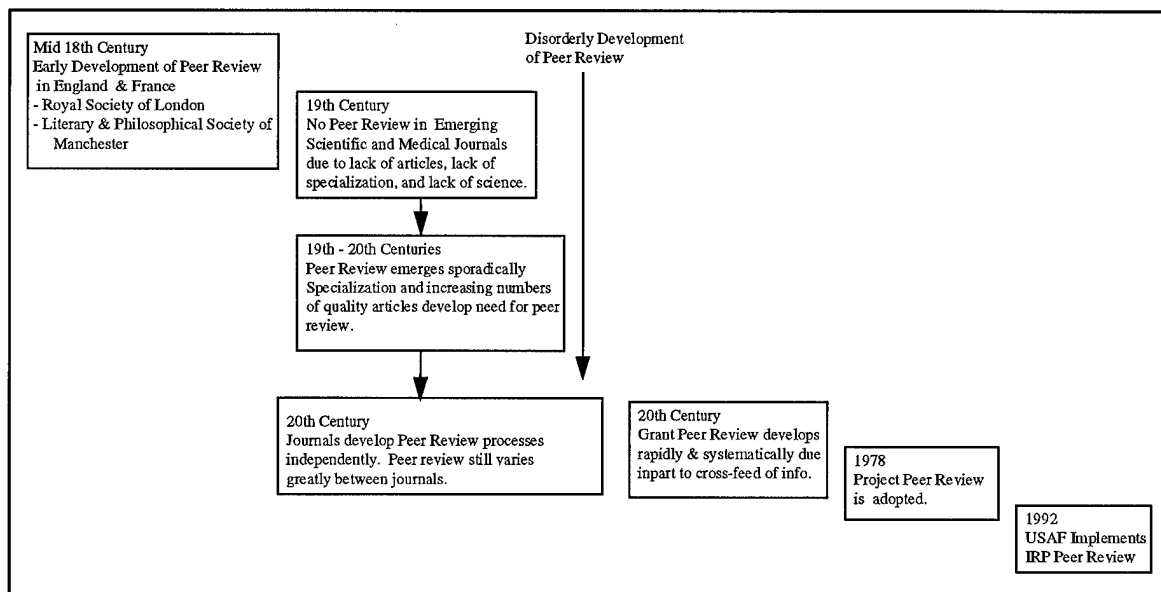 Mid 18th Century
Early Development of Peer Review
in England & France
- Royal Society of London
- Literary & Philosophical Society of
Manchester
Disorderly Development
of Peer Review
19th Century
No Peer Review in Emerging
Scientific and Medical Journals
due to lack of articles, lack of
specialization, and lack of science.
19th - 20th Centuries
Peer Review emerges sporadically
Specialization and increasing numbers
of quality articles develop need for peer
review.
20th Century
Journals develop Peer Review processes
independently. Peer review still varies
greatly between journals.
20th Century
Grant Peer Review develops
rapidly & systematically due
inpart to cross-feed of info.
1978
Project Peer Review
is adopted.
1992
USAF Implements
IRP Peer Review